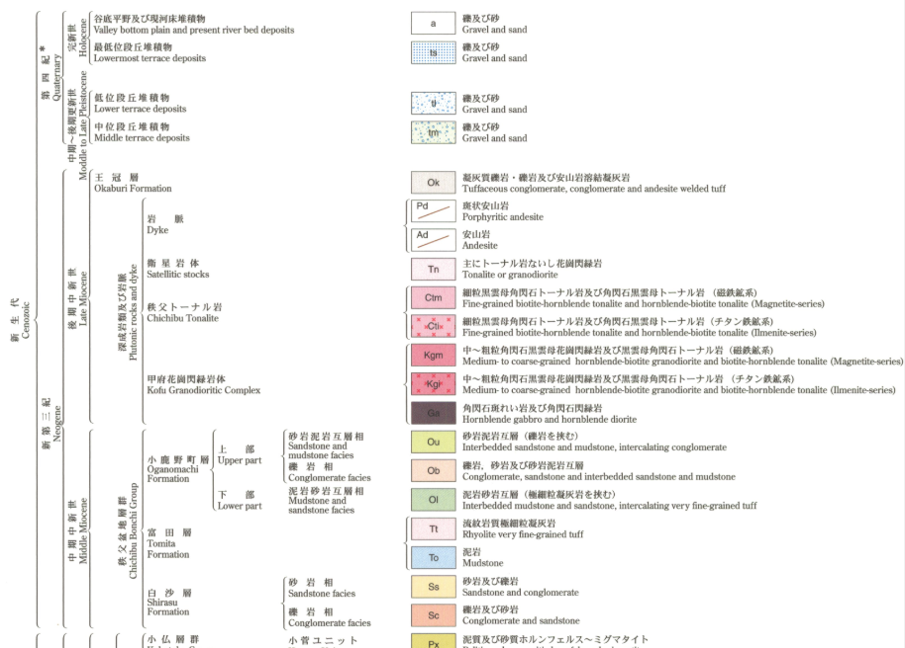 新生代
Cenozoic
第四紀*
Quaternary
完新世
Holocene
谷底平野及び現河床堆積物
Valley bottom plain and present river bed deposits
a
礫及び砂
Gravel and sand
最低位段丘堆積物
Lowermost terrace deposits
ts
礫及び砂
Gravel and sand
中期~後期更新世
Moddle to Late Pleistocene
低位段丘堆積物
Lower terrace deposits
tl
礫及び砂
Gravel and sand
中位段丘堆積物
Middle terrace deposits
tm
礫及び砂
Gravel and sand
新第三紀
Neogene
後期中新世
Late Miocene
王冠層
Okaburi Formation
Ok
凝灰質礫岩・礫岩及び安山岩溶結凝灰岩
Tuffaceous conglomerate, conglomerate and andesite welded tuff
深成岩類及び岩脈
Plutonic rocks and dyke
岩脈
Dyke
Pd
斑状安山岩
Porphyritic andesite
Ad
安山岩
Andesite
衛星岩体
Satellitic stocks
Tn
主にトーナル岩ないし花崗閃緑岩
Tonalite or granodiorite
秩父トーナル岩
Chichibu Tonalite
Ctm
細粒黒雲母角閃石トーナル岩及び角閃石黒雲母トーナル岩 (磁鉄鉱系)
Fine-grained biotite-hornblende tonalite and hornblende-biotite tonalite (Magnetite-series)
Cti
細粒黒雲母角閃石トーナル岩及び角閃石黒雲母トーナル岩 (チタン鉄鉱系)
Fine-grained biotite-hornblende tonalite and hornblende-biotite tonalite (Ilmenite-series)
甲府花崗閃緑岩体
Kofu Granodioritic Complex
Kgm
中~粗粒角閃石黒雲母花崗閃緑岩及び黒雲母角閃石トーナル岩 (磁鉄鉱系)
Medium- to coarse-grained hornblende-biotite granodiorite and biotite-hornblende tonalite (Magnetite-series)
Kgi
中~粗粒角閃石黒雲母花崗閃緑岩及び黒雲母角閃石トーナル岩 (チタン鉄鉱系)
Medium- to coarse-grained hornblende-biotite granodiorite and biotite-hornblende tonalite (Ilmenite-series)
Ga
角閃石斑れい岩及び角閃石閃緑岩
Hornblende gabbro and hornblende diorite
中期中新世
Middle Miocene
秩父盆地層群
Chichibu Bonchi Group
小鹿野町層
Oganomachi
Formation
上部
Upper part
砂岩泥岩互層相
Sandstone and
mudstone facies
Ou
砂岩泥岩互層 (礫岩を挟む)
Interbedded sandstone and mudstone, intercalating conglomerate
礫岩相
Conglomerate facies
Ob
礫岩, 砂岩及び砂岩泥岩互層
Conglomerate, sandstone and interbedded sandstone and mudstone
下部
Lower part
泥岩砂岩互層相
Mudstone and
sandstone facies
Ol
泥岩砂岩互層 (極細粒凝灰岩を挟む)
Interbedded mudstone and sandstone, intercalating very fine-grained tuff
富田層
Tomita
Formation
Tt
流紋岩質極細粒凝灰岩
Rhyolite very fine-grained tuff
To
泥岩
Mudstone
白沙層
Shirasu
Formation
砂岩相
Sandstone facies
Ss
砂岩及び礫岩
Sandstone and conglomerate
礫岩相
Conglomerate facies
Sc
礫岩及び砂岩
Conglomerate and sandstone
小仏層群
小菅ユニット
Px
泥質及び砂質ホルンフェルス~ミグマタイト